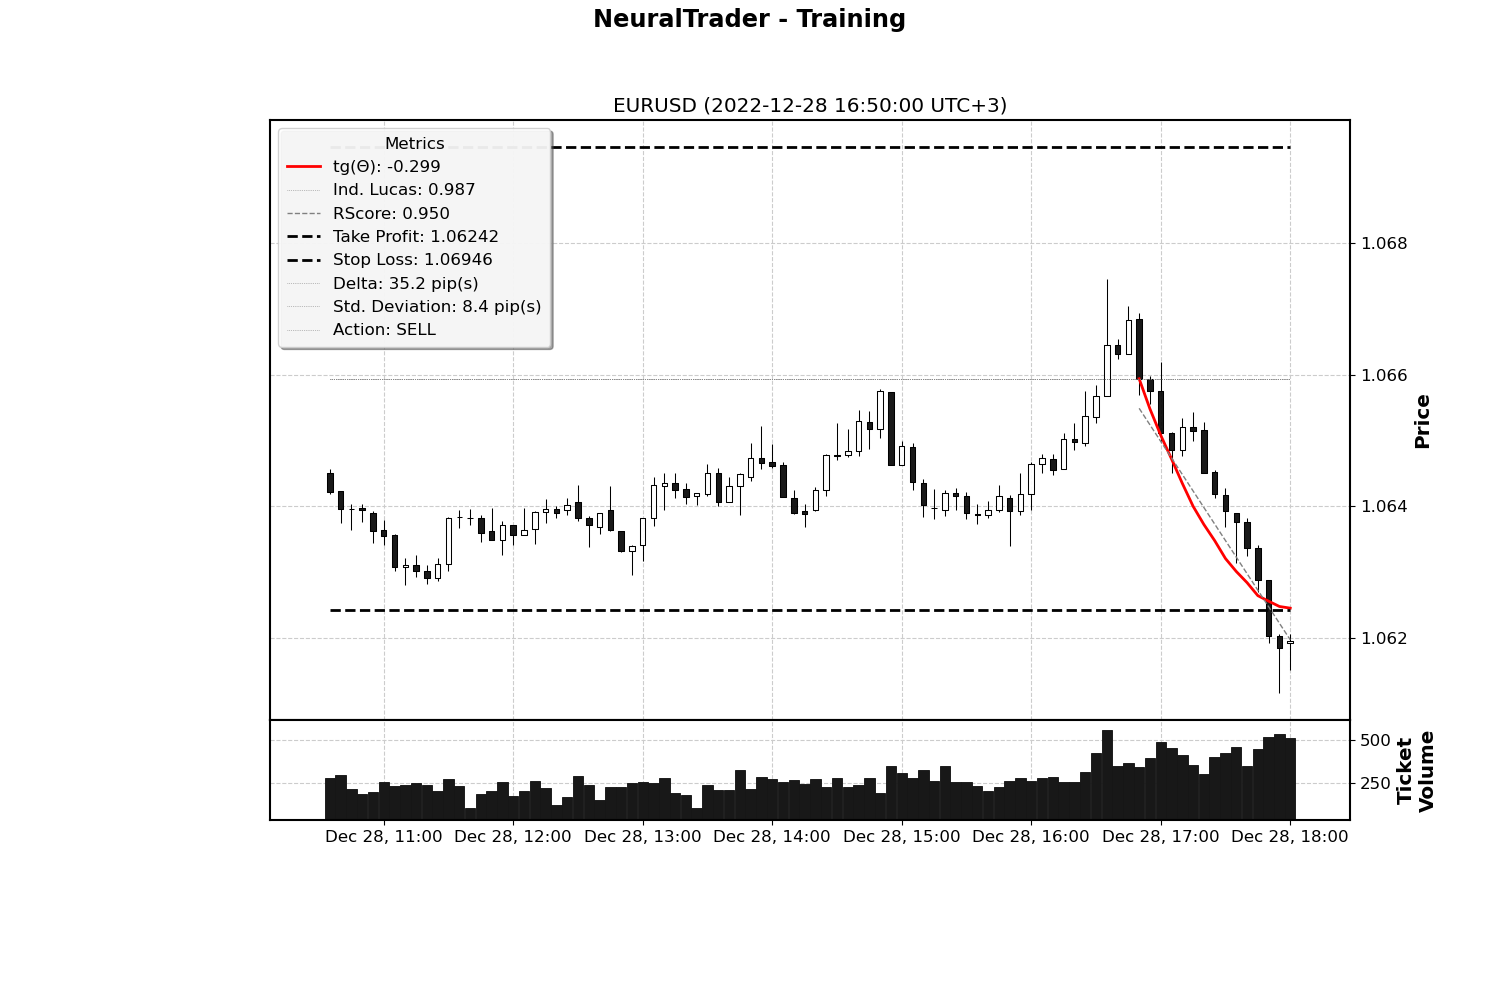 NeuralTrader - Training
EURUSD (2022-12-28 16:50:00 UTC+3)
Metrics
tg(Θ): -0.299
Ind. Lucas: 0.987
RScore: 0.950
Take Profit: 1.06242
Stop Loss: 1.06946
Delta: 35.2 pip(s)
Std. Deviation: 8.4 pip(s)
Action: SELL
1.068
1.066
1.064
1.062
Price
500
250
Ticket
Volume
Dec 28, 11:00 Dec 28, 12:00 Dec 28, 13:00 Dec 28, 14:00 Dec 28, 15:00 Dec 28, 16:00 Dec 28, 17:00 Dec 28, 18:00